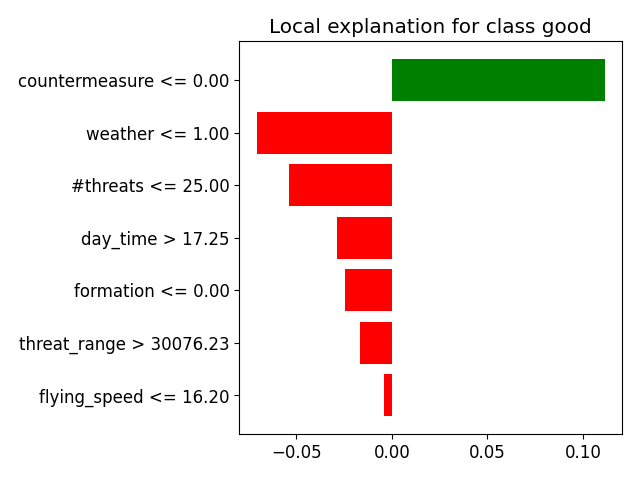 Local explanation for class good
countermeasure <= 0.00
weather <= 1.00
#threats <= 25.00
day_time > 17.25
formation <= 0.00
threat_range > 30076.23
flying_speed <= 16.20
−0.05 0.00 0.05 0.10